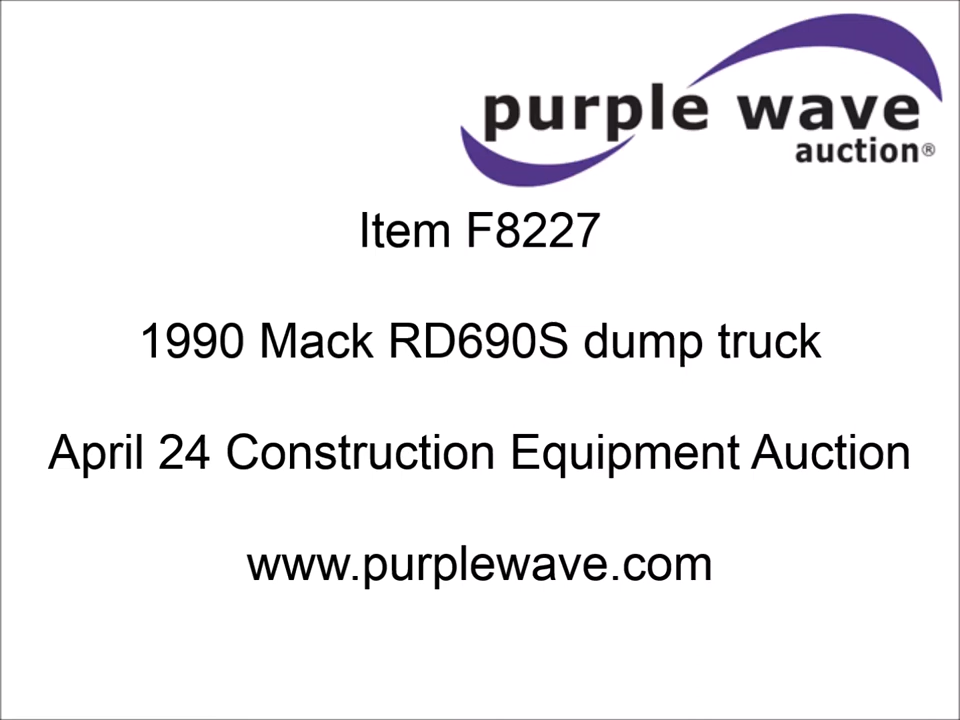 purple wave
auction®
Item F8227
1990 Mack RD690S dump truck
April 24 Construction Equipment Auction
www.purplewave.com